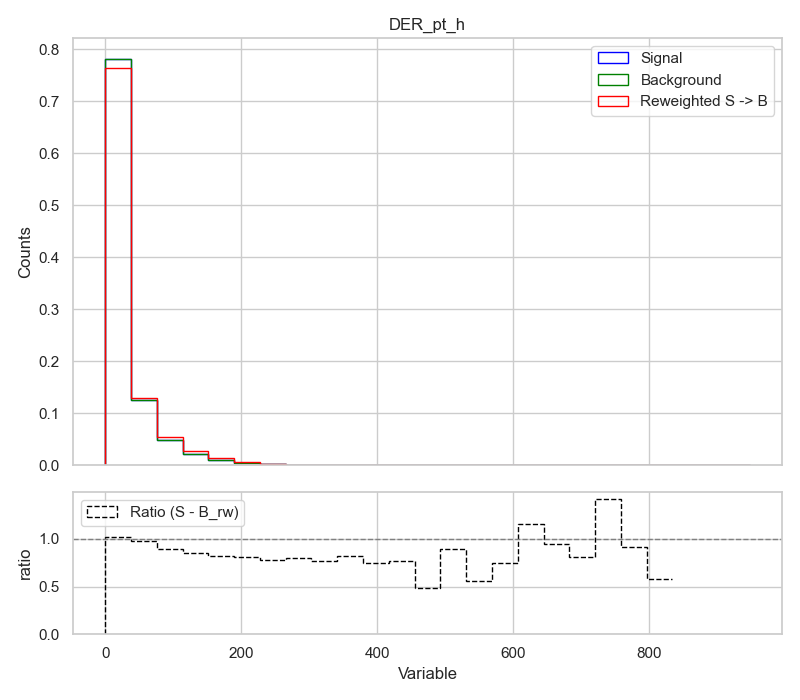 DER_pt_h
Counts
0.8
0.7
0.6
0.5
0.4
0.3
0.2
0.1
0.0
Signal
Background
Reweighted S -> B
ratio
1.0
0.5
0.0
Ratio (S - B_rw)
0
200
400
600
800
Variable